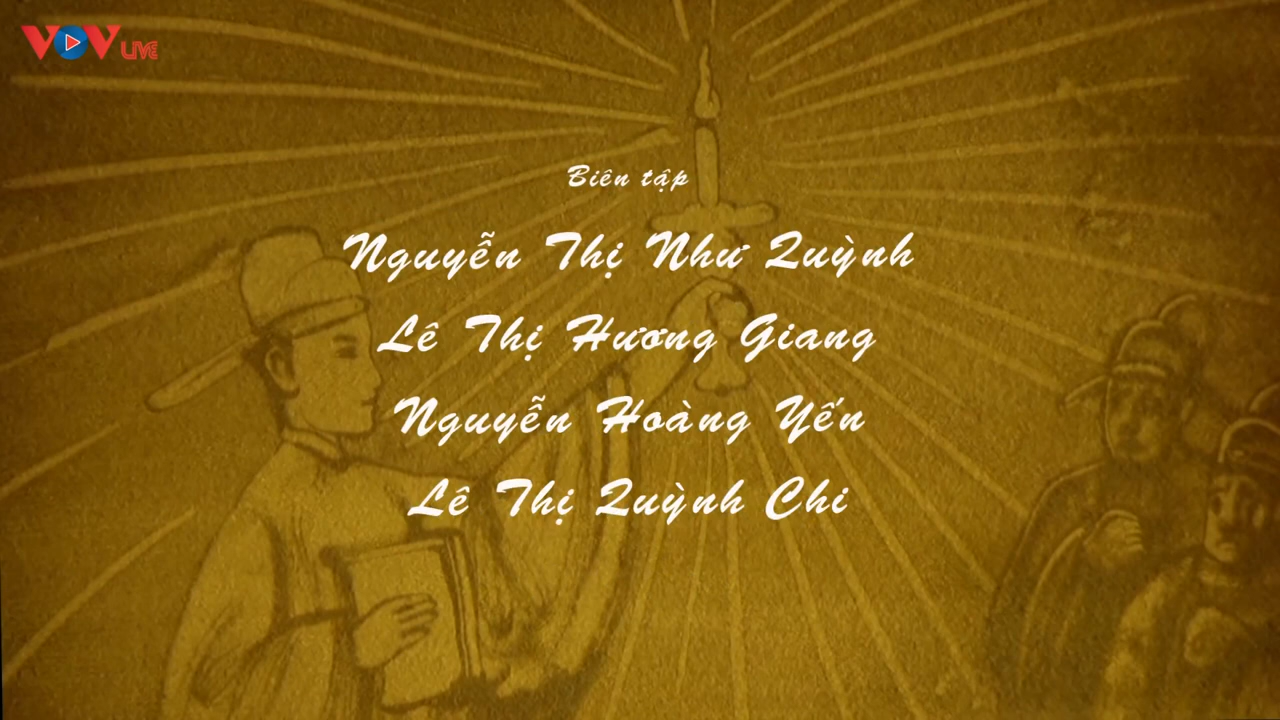 VOV LIVE
Biên tập
Nguyễn Thị Như Quỳnh
Lê Thị Hương Giang
Nguyễn Hoàng Yến
Lê Thị Quỳnh Chi